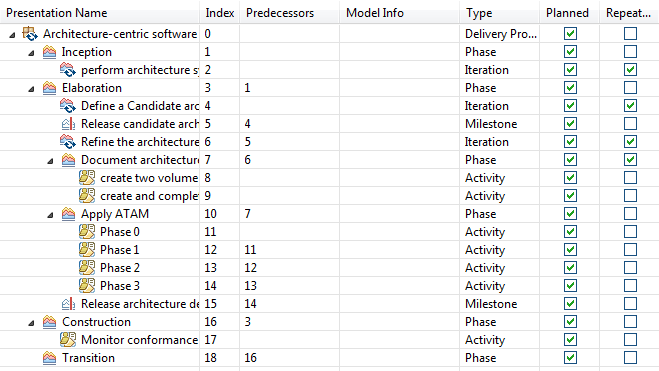 Presentation Name Index Predecessors Model Info Type Planned Repeat...
Architecture-centric software 0 Delivery Pro...
Inception 1 Phase
perform architecture sy 2 Iteration
Elaboration 3 1 Phase
Define a Candidate arc 4 Iteration
Release candidate arch 5 4 Milestone
Refine the architecture 6 5 Iteration
Document architecture 7 6 Phase
create two volume 8 Activity
create and complet 9 Activity
Apply ATAM 10 7 Phase
Phase 0 11 Activity
Phase 1 12 11 Activity
Phase 2 13 12 Activity
Phase 3 14 13 Activity
Release architecture de 15 14 Milestone
Construction 16 3 Phase
Monitor conformance 17 Activity
Transition 18 16 Phase